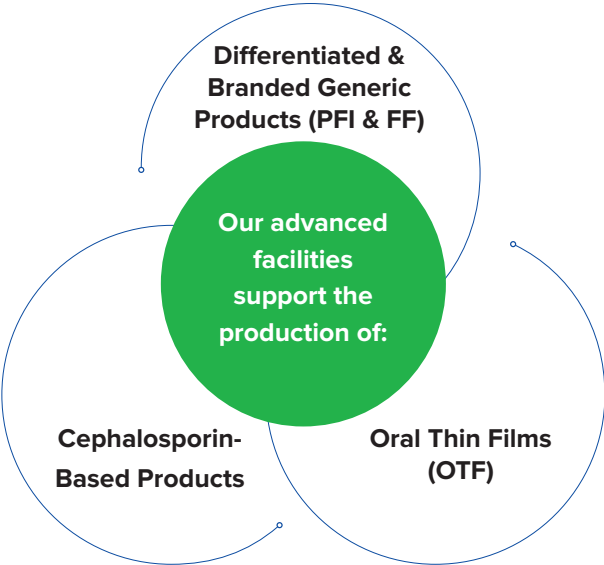 Differentiated &
Branded Generic
Products (PFI & FF)
Our advanced
facilities
support the
production of:
Cephalosporin-
Based Products
Oral Thin Films
(OTF)